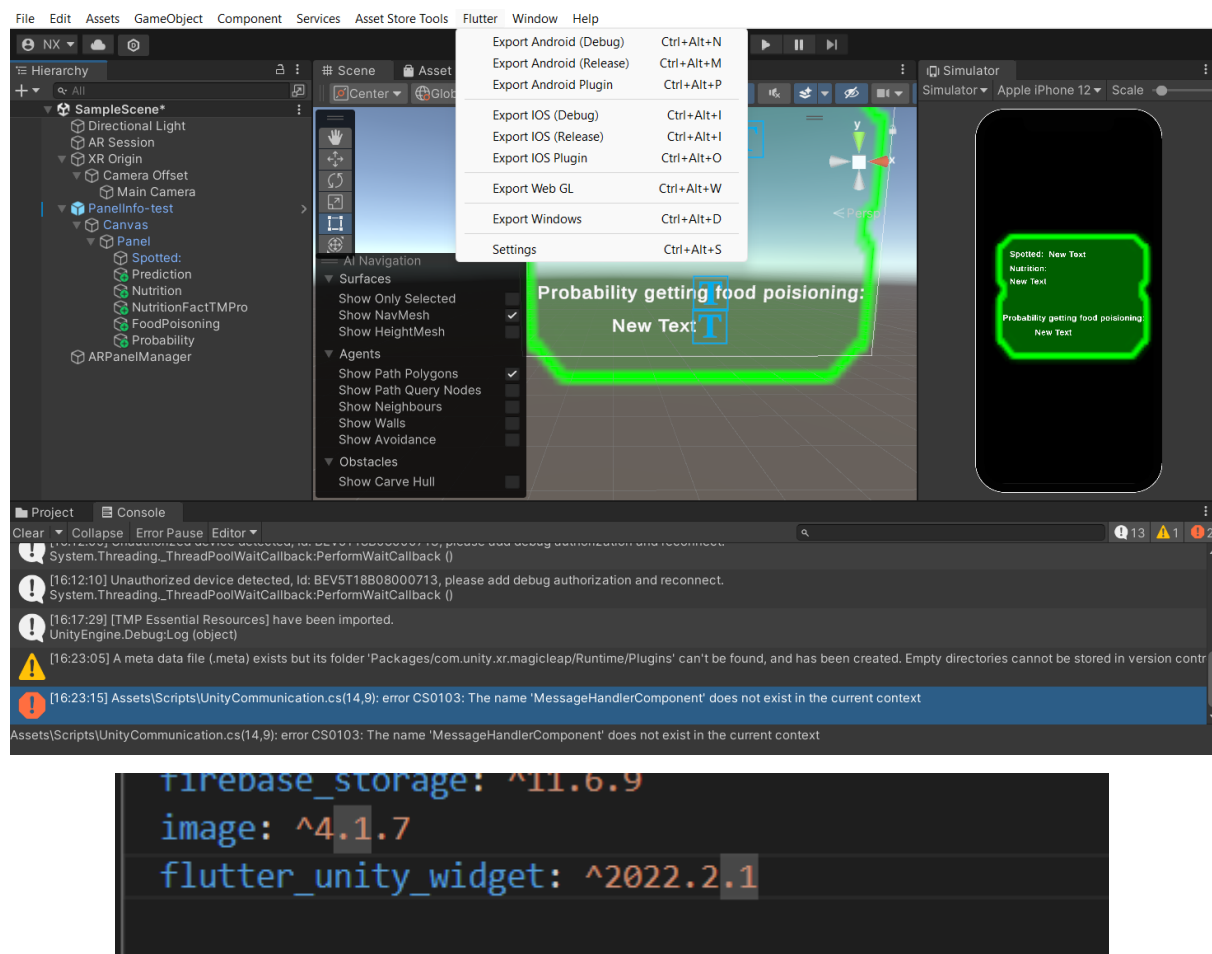 File Edit Assets GameObject Component Services Asset Store Tools Flutter Window Help
NX
Export Android (Debug) Ctrl+Alt+N
Export Android (Release) Ctrl+Alt+M
Export Android Plugin Ctrl+Alt+P
Export IOS (Debug) Ctrl+Alt+I
Export IOS (Release) Ctrl+Alt+I
Export IOS Plugin Ctrl+Alt+O
Export Web GL Ctrl+Alt+W
Export Windows Ctrl+Alt+D
Settings Ctrl+Alt+S
Hierarchy
All
SampleScene*
Directional Light
AR Session
XR Origin
Camera Offset
Main Camera
PanelInfo-test
Canvas
Panel
Spotted:
Prediction
Nutrition
NutritionFactTMPro
FoodPoisoning
Probability
ARPanelManager
Scene Asset
Center Glob
y
x
Persp
AI Navigation
Surfaces
Show Only Selected
Show NavMesh
Show HeightMesh
Agents
Show Path Polygons
Show Path Query Nodes
Show Neighbours
Show Walls
Show Avoidance
Obstacles
Show Carve Hull
Probability getting food poisioning:
New Text
Simulator
Simulator Apple iPhone 12 Scale
Spotted: New Text
Nutrition:
New Text
Probability getting food poisioning:
New Text
Project Console
Clear Collapse Error Pause Editor 13 1 2
System.Threading._ThreadPoolWaitCallback:PerformWaitCallback ()
[16:12:10] Unauthorized device detected, Id: BEV5T18B08000713, please add debug authorization and reconnect.
System.Threading._ThreadPoolWaitCallback:PerformWaitCallback ()
[16:17:29] [TMP Essential Resources] have been imported.
UnityEngine.Debug:Log (object)
[16:23:05] A meta data file (.meta) exists but its folder 'Packages/com.unity.xr.magicleap/Runtime/Plugins' can't be found, and has been created. Empty directories cannot be stored in version contr
[16:23:15] Assets\Scripts\UnityCommunication.cs(14,9): error CS0103: The name 'MessageHandlerComponent' does not exist in the current context
Assets\Scripts\UnityCommunication.cs(14,9): error CS0103: The name 'MessageHandlerComponent' does not exist in the current context
firebase_storage: ^11.6.9
image: ^4.1.7
flutter_unity_widget: ^2022.2.1